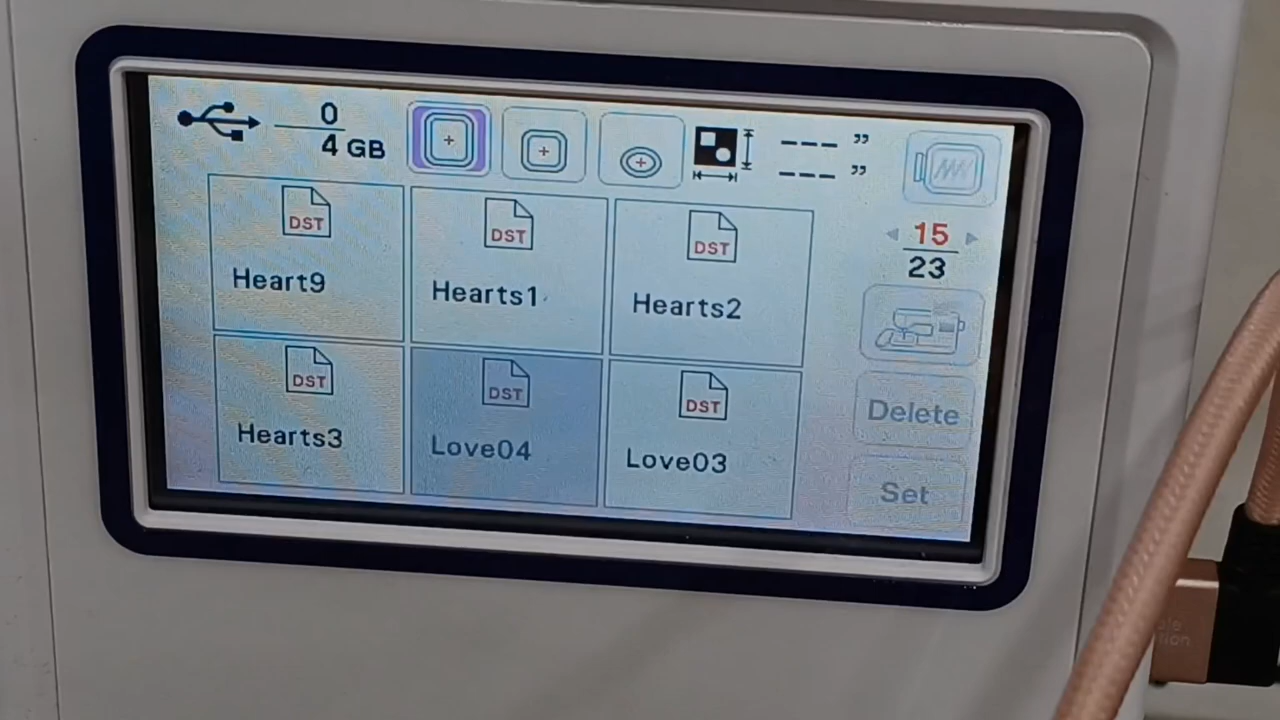 0
4 GB
--- "
--- "
15
23
DST
Heart9
DST
Hearts1
DST
Hearts2
DST
Hearts3
DST
Love04
DST
Love03
Delete
Set